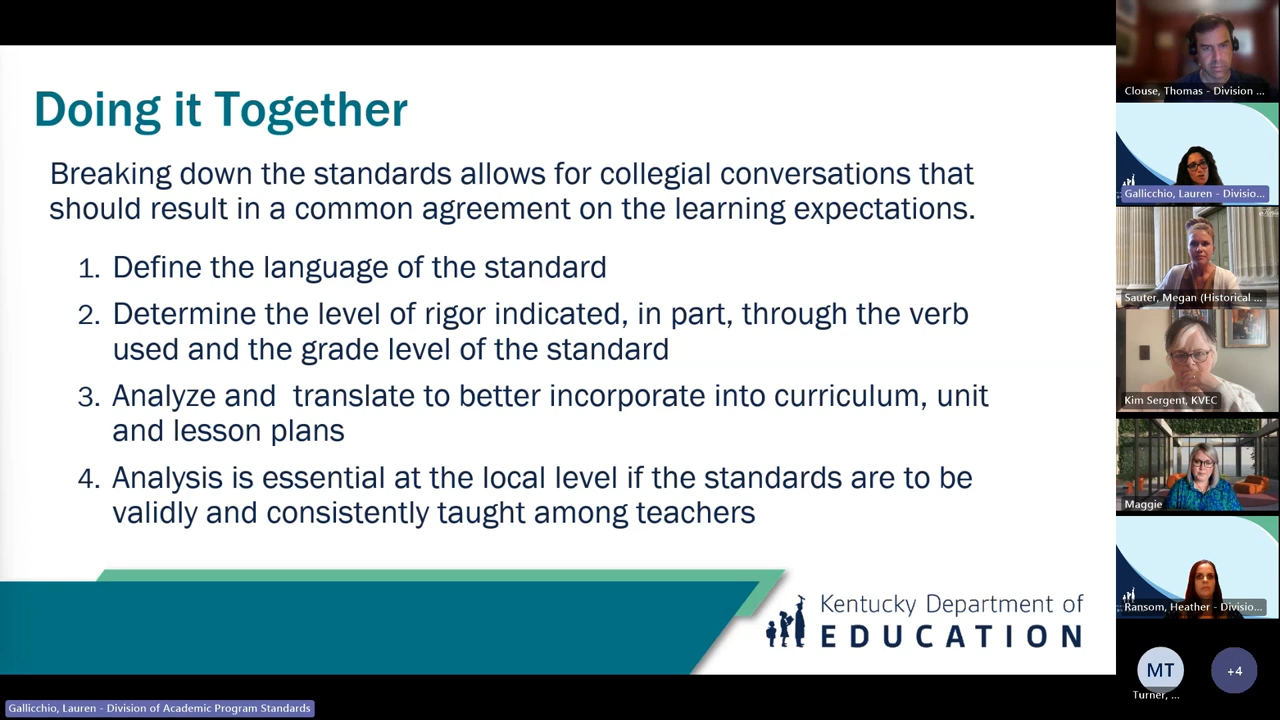 Doing it Together
Breaking down the standards allows for collegial conversations that
should result in a common agreement on the learning expectations.
1. Define the language of the standard
2. Determine the level of rigor indicated, in part, through the verb
used and the grade level of the standard
3. Analyze and  translate to better incorporate into curriculum, unit
and lesson plans
4. Analysis is essential at the local level if the standards are to be
validly and consistently taught among teachers
Kentucky Department of
EDUCATION
Clouse, Thomas - Division ...
Gallicchio, Lauren - Divisio...
Sauter, Megan (Historical ...
Kim Sergent, KVEC
Maggie
Ransom, Heather - Divisio...
MT
+4
Turner, ...
Gallicchio, Lauren - Division of Academic Program Standards